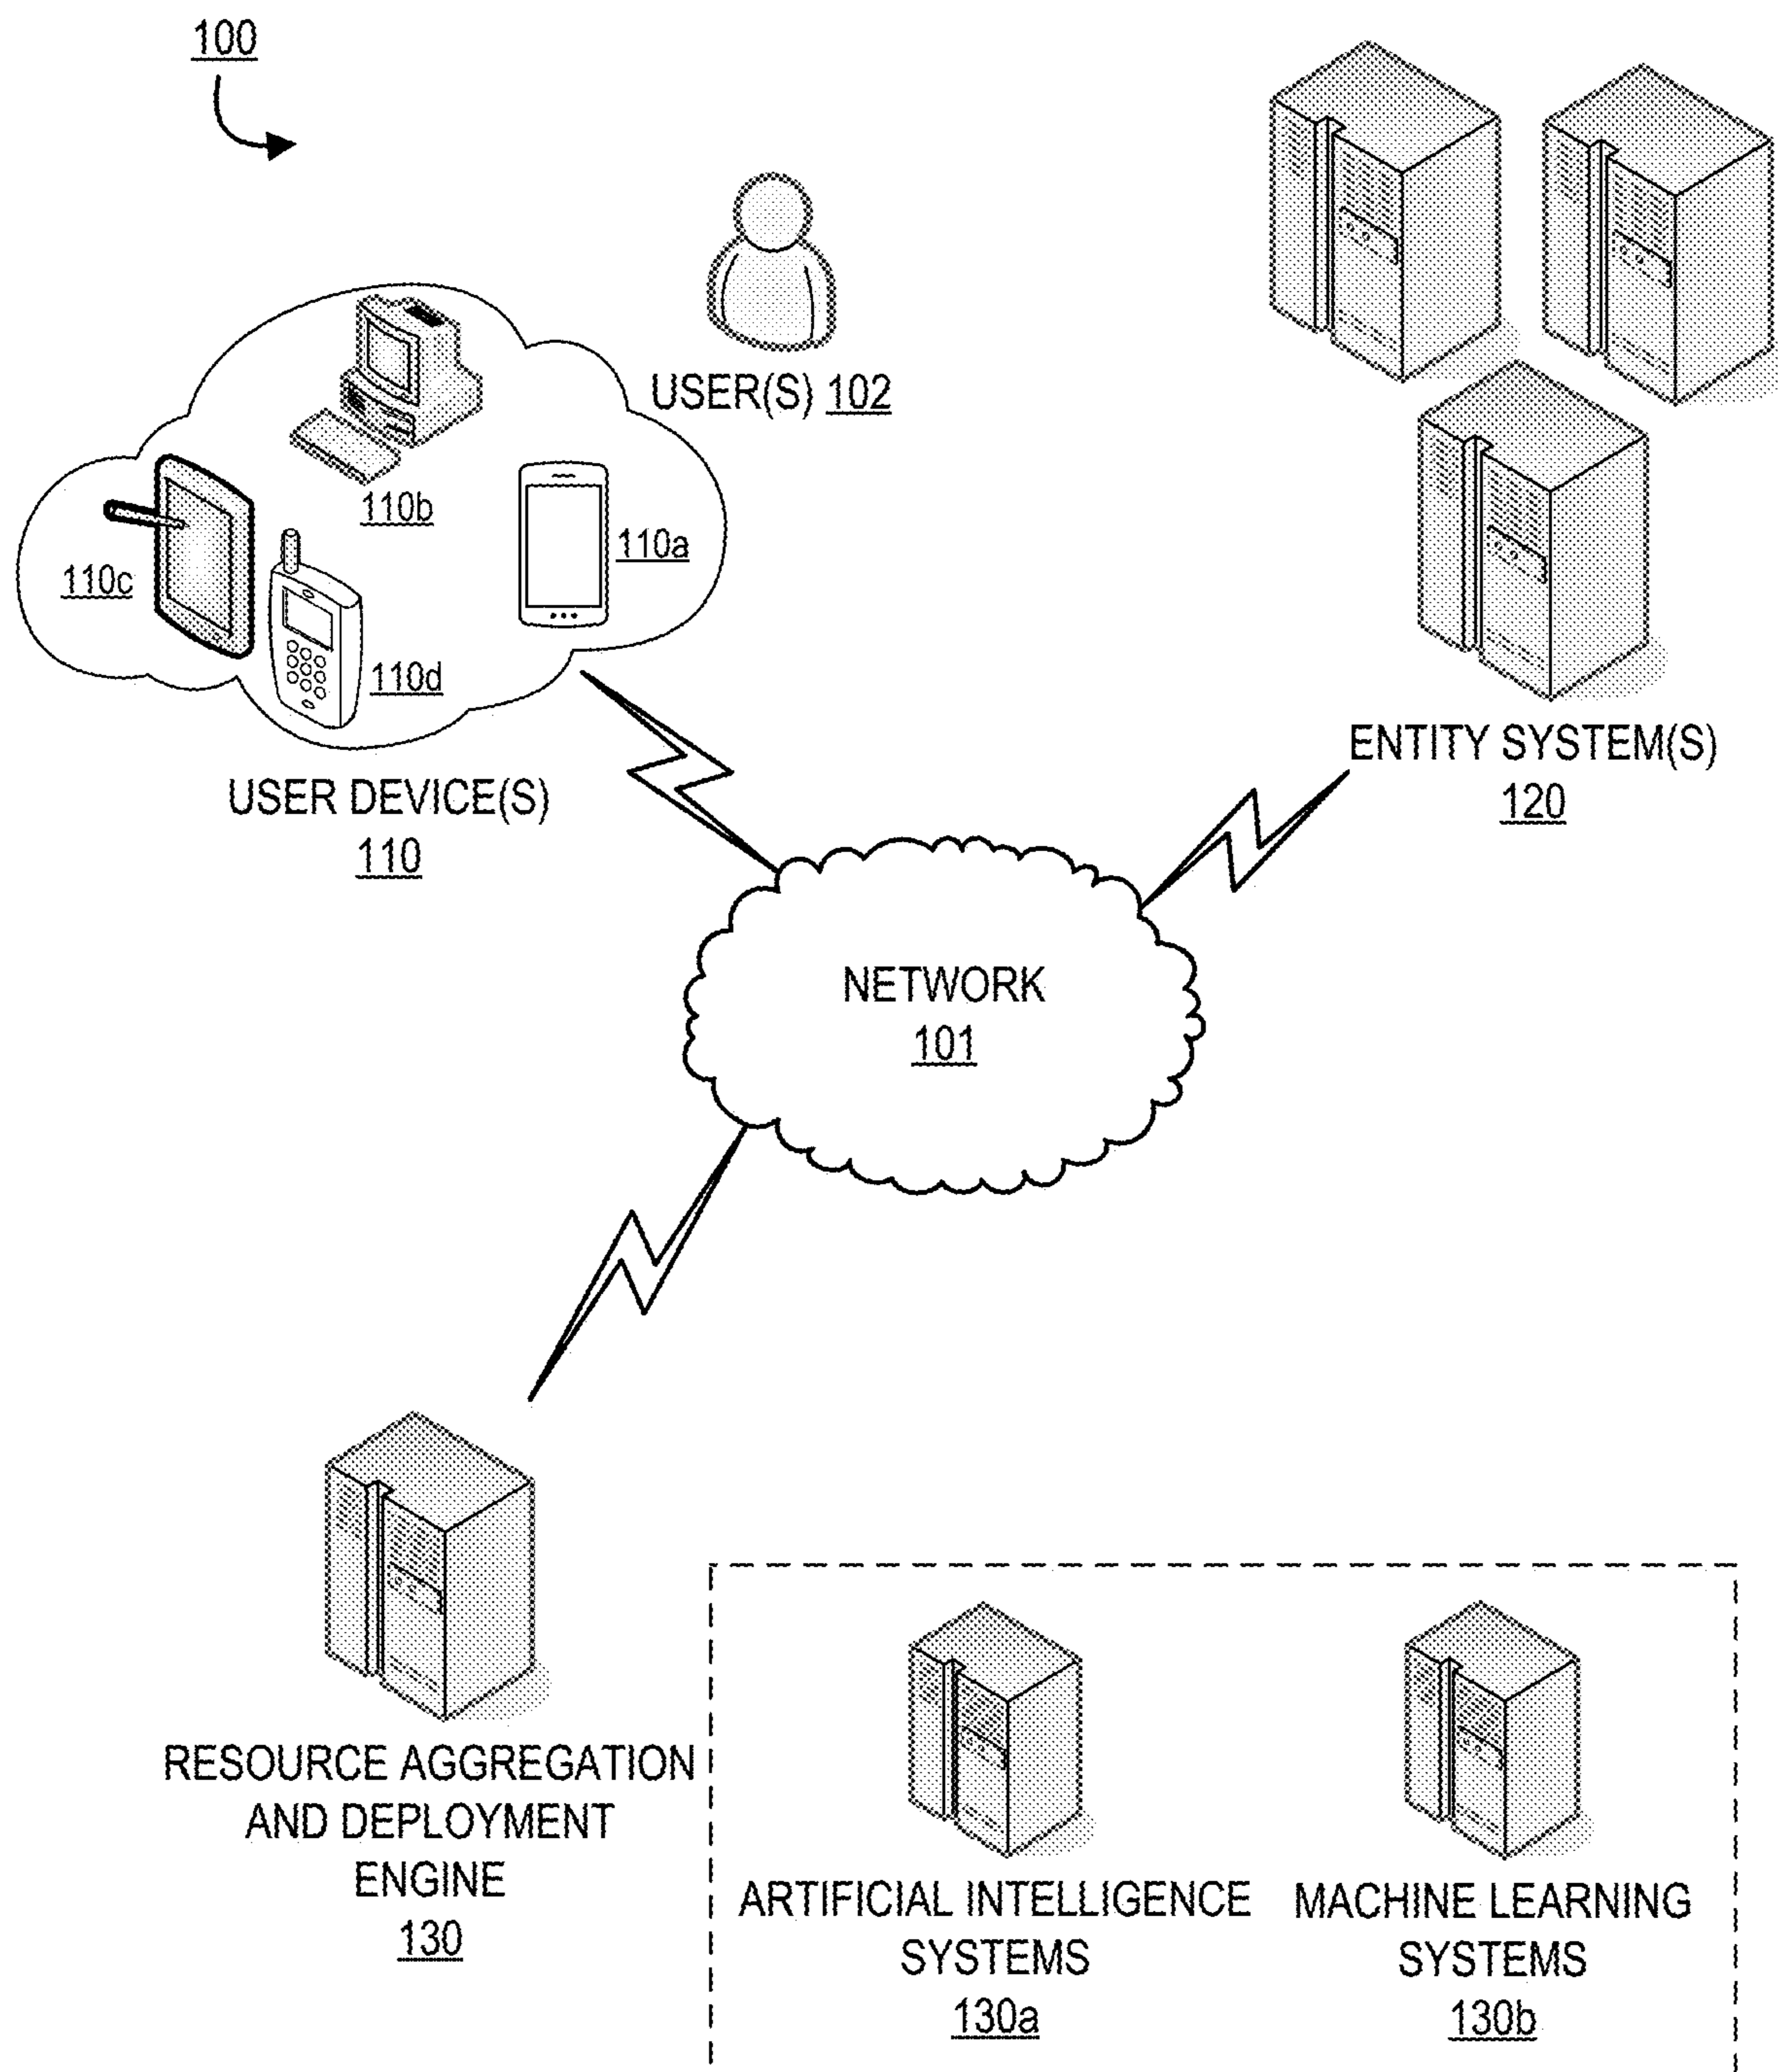 100
USER(S) 102
110b
110a
110c
110d
USER DEVICE(S)
110
ENTITY SYSTEM(S)
120
NETWORK
101
RESOURCE AGGREGATION
AND DEPLOYMENT
ENGINE
130
ARTIFICIAL INTELLIGENCE
SYSTEMS
130a
MACHINE LEARNING
SYSTEMS
130b